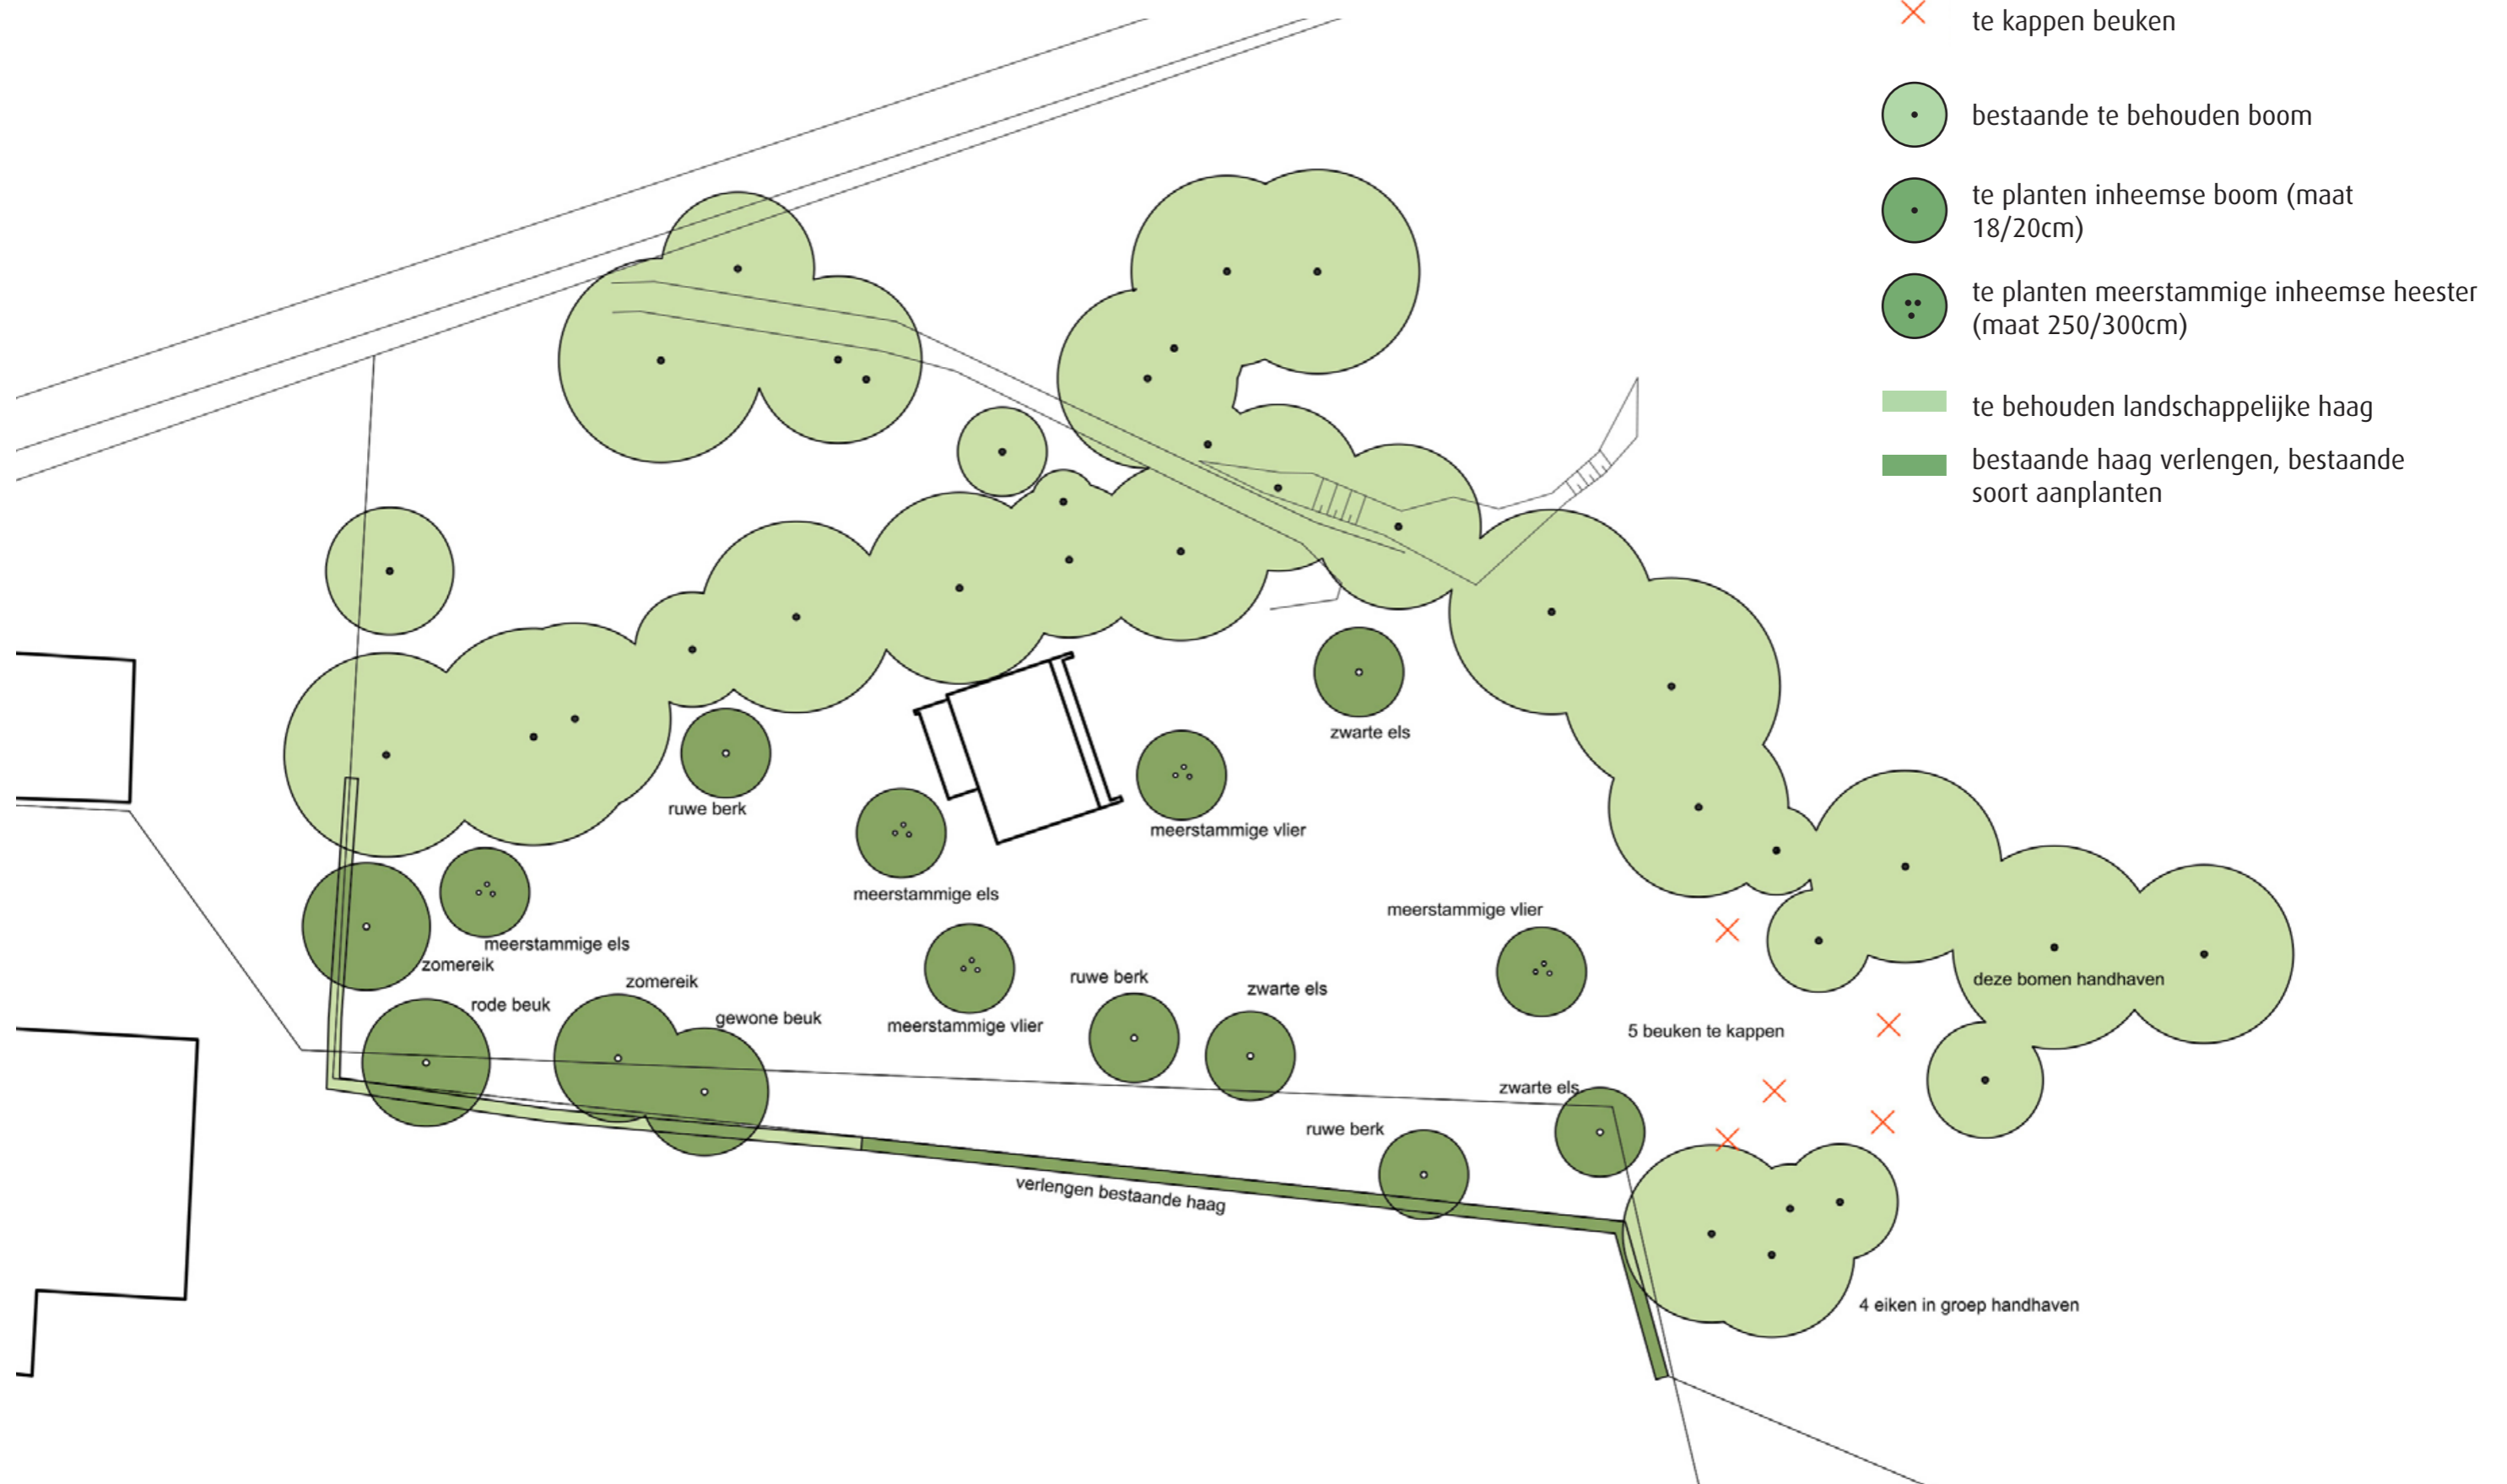 te kappen beuken
bestaande te behouden boom
te planten inheemse boom (maat
18/20cm)
te planten meerstammige inheemse heester
(maat 250/300cm)
te behouden landschappelijke haag
bestaande haag verlengen, bestaande
soort aanplanten
zwarte els
ruwe berk
meerstammige vlier
meerstammige els
meerstammige vlier
meerstammige els
zomereik
zomereik
ruwe berk
deze bomen handhaven
zwarte els
rode beuk
gewone beuk
meerstammige vlier
5 beuken te kappen
zwarte els
ruwe berk
verlengen bestaande haag
4 eiken in groep handhaven